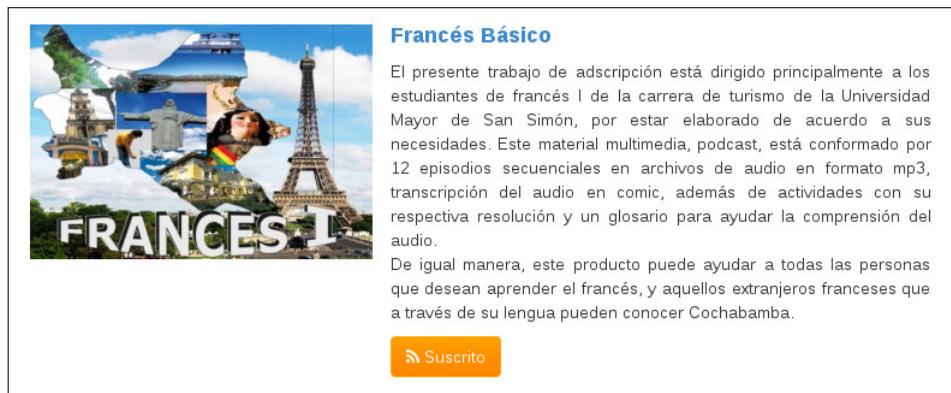 Francés Básico
El presente trabajo de adscripción está dirigido principalmente a los
estudiantes de francés I de la carrera de turismo de la Universidad
Mayor de San Simón, por estar elaborado de acuerdo a sus
necesidades. Este material multimedia, podcast, está conformado por
12 episodios secuenciales en archivos de audio en formato mp3,
transcripción del audio en comic, además de actividades con su
respectiva resolución y un glosario para ayudar la comprensión del
audio.
De igual manera, este producto puede ayudar a todas las personas
que desean aprender el francés, y aquellos extranjeros franceses que
a través de su lengua pueden conocer Cochabamba.
Suscrito
FRANCES I